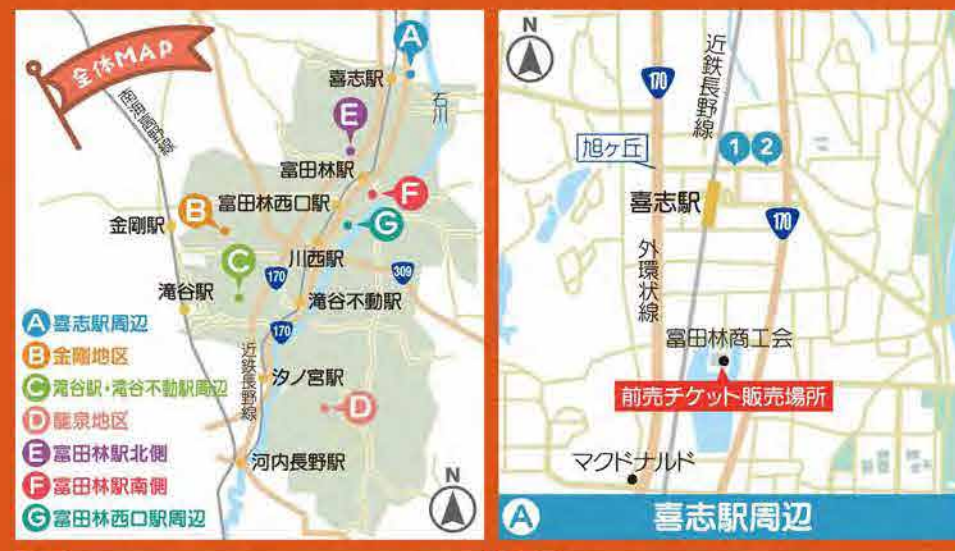 全体MAP
南海高野線
A
喜志駅
石川
E
富田林駅
F
B
富田林西口駅
G
金剛駅
C
川西駅
170
309
滝谷駅
滝谷不動駅
170
近鉄長野線
汐ノ宮駅
D
河内長野駅
N
A 喜志駅周辺
B 金剛地区
C 滝谷駅・滝谷不動駅周辺
D 龍泉地区
E 富田林駅北側
F 富田林駅南側
G 富田林西口駅周辺
N
近鉄長野線
170
旭ヶ丘
1 2
喜志駅
170
外環状線
富田林商工会
前売チケット販売場所
マクドナルド
A 喜志駅周辺